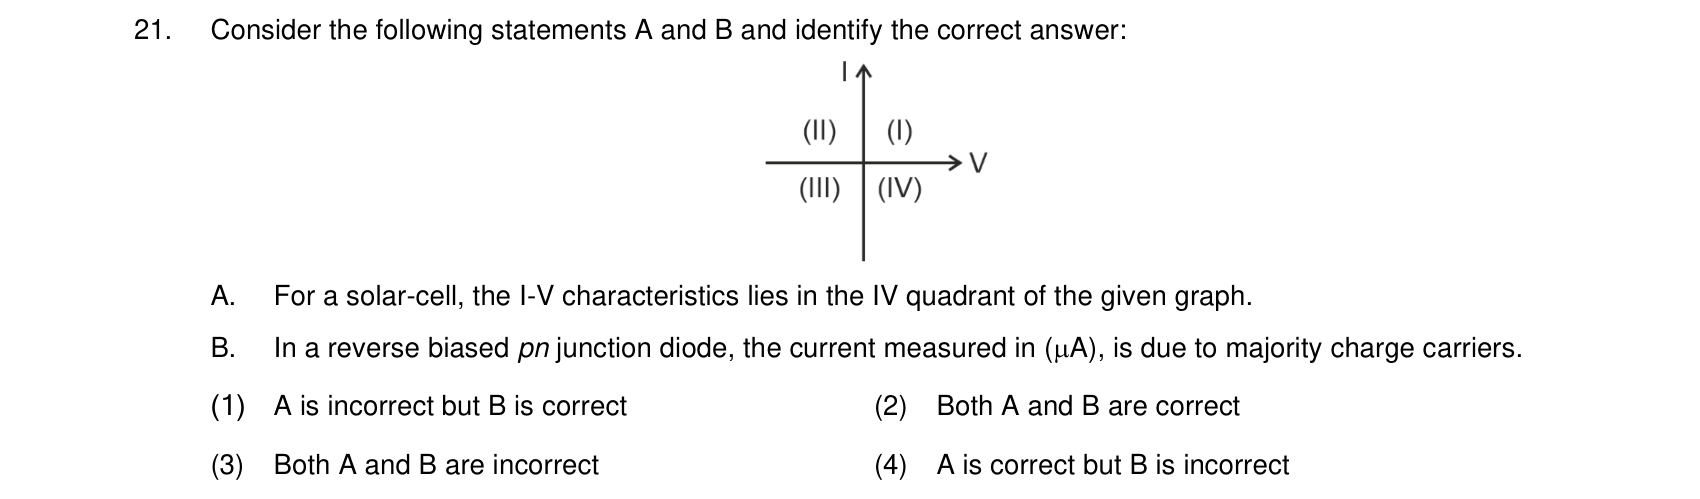 21. Consider the following statements A and B and identify the correct answer:
I
(II) (I)
V
(III) (IV)
A. For a solar-cell, the I-V characteristics lies in the IV quadrant of the given graph.
B. In a reverse biased pn junction diode, the current measured in (μA), is due to majority charge carriers.
(1) A is incorrect but B is correct (2) Both A and B are correct
(3) Both A and B are incorrect (4) A is correct but B is incorrect